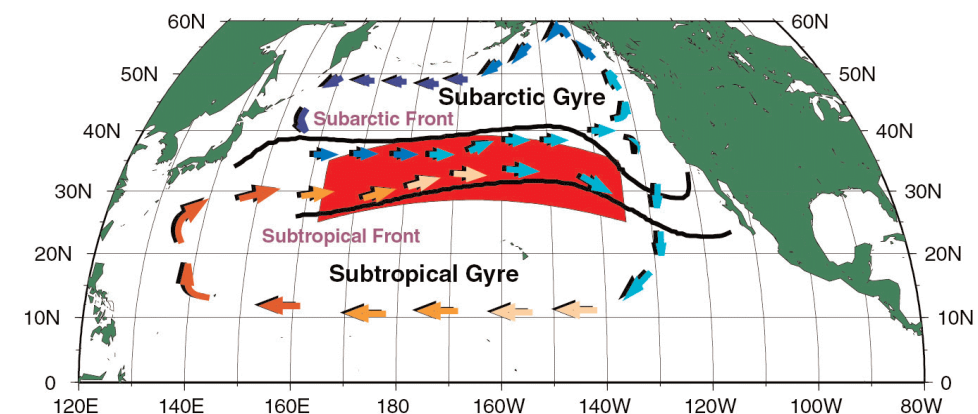 60N 60N
50N 50N
Subarctic Gyre
Subarctic Front
40N 40N
30N 30N
Subtropical Front
20N 20N
Subtropical Gyre
10N 10N
0 0
120E 140E 160E 180 160W 140W 120W 100W 80W